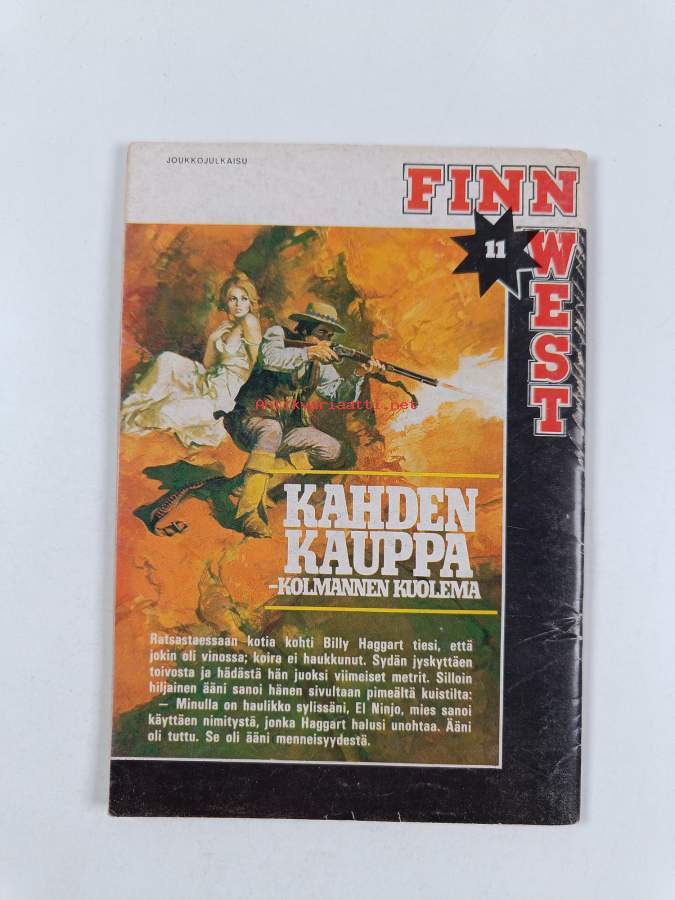 JOUKKOJULKAISU
FINN
WEST
11
Antikvariaatti.net
KAHDEN
KAUPPA
-KOLMANNEN KUOLEMA
Ratsastaessaan kotia kohti Billy Haggart tiesi, että
jokin oli vinossa; koira ei haukkunut. Sydän jyskyttäen
toivosta ja hädästä hän juoksi viimeiset metrit. Silloin
hiljainen ääni sanoi hänen sivultaan pimeältä kuistilta:
— Minulla on haulikko sylissäni, El Ninjo, mies sanoi
käyttäen nimitystä, jonka Haggart halusi unohtaa. Ääni
oli tuttu. Se oli ääni menneisyydestä.